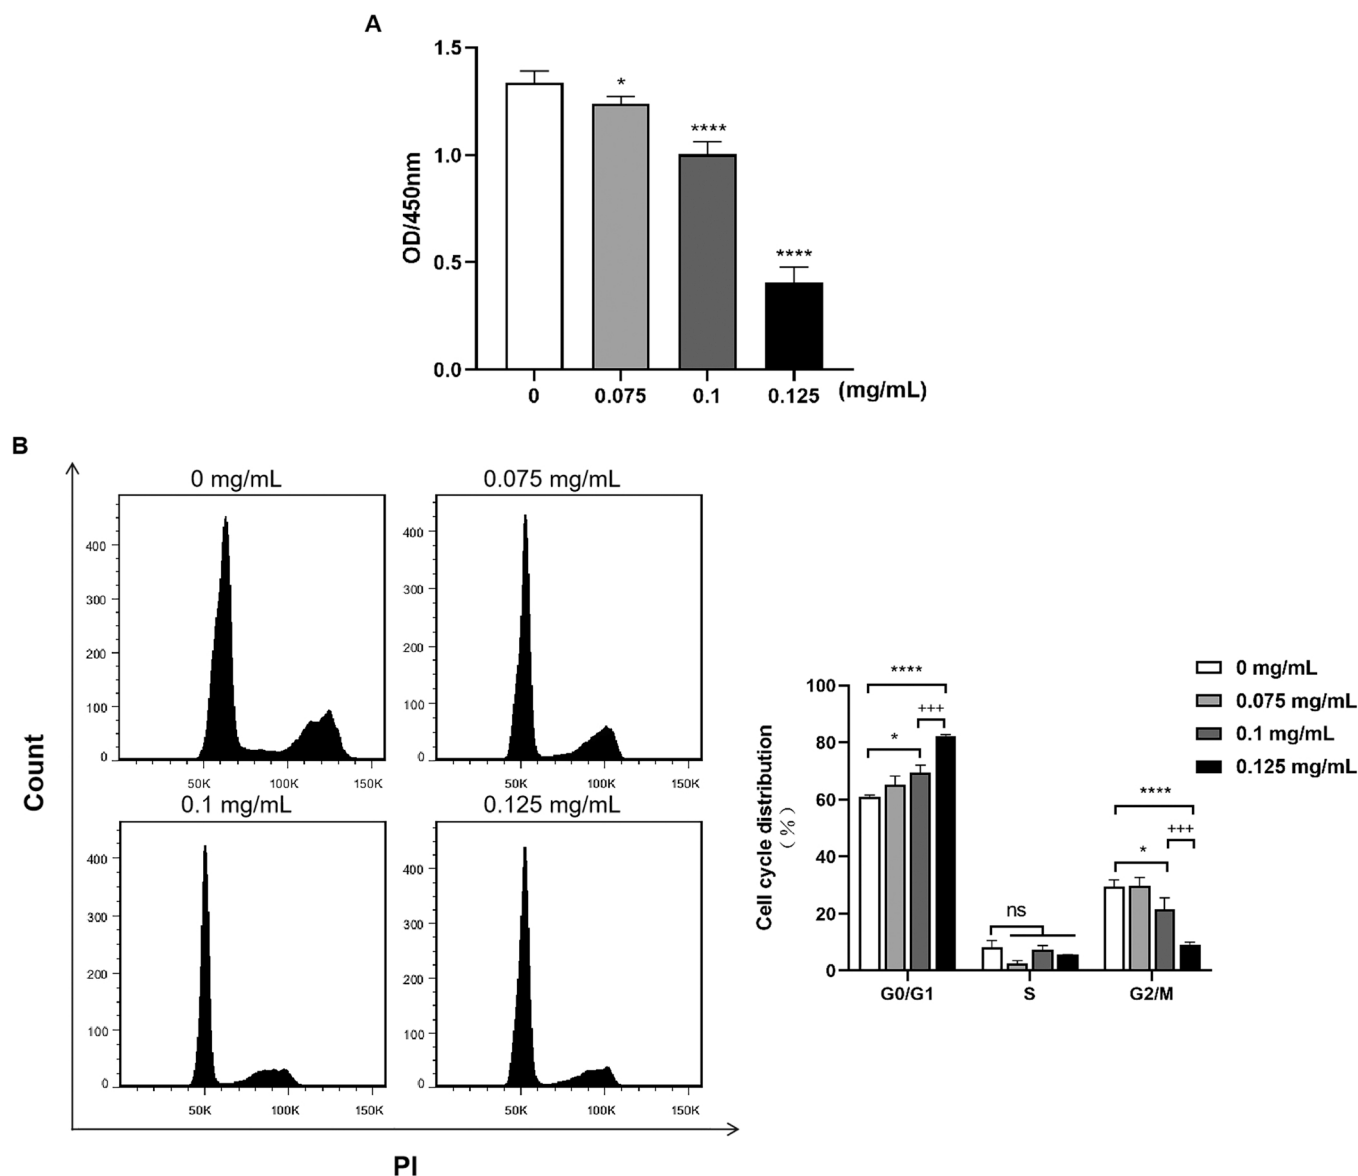 A
1.5
1.0
0.5
0.0
OD/450nm
*
****
****
0
0.075
0.1
0.125
(mg/mL)
B
0 mg/mL
400
300
200
100
0
50K
100K
150K
0.075 mg/mL
400
300
200
100
0
50K
100K
150K
0.1 mg/mL
400
300
200
100
0
50K
100K
150K
0.125 mg/mL
400
300
200
100
0
50K
100K
150K
Count
PI
Cell cycle distribution
( % )
100
80
60
40
20
0
****
+++
*
ns
****
+++
*
G0/G1
S
G2/M
0 mg/mL
0.075 mg/mL
0.1 mg/mL
0.125 mg/mL